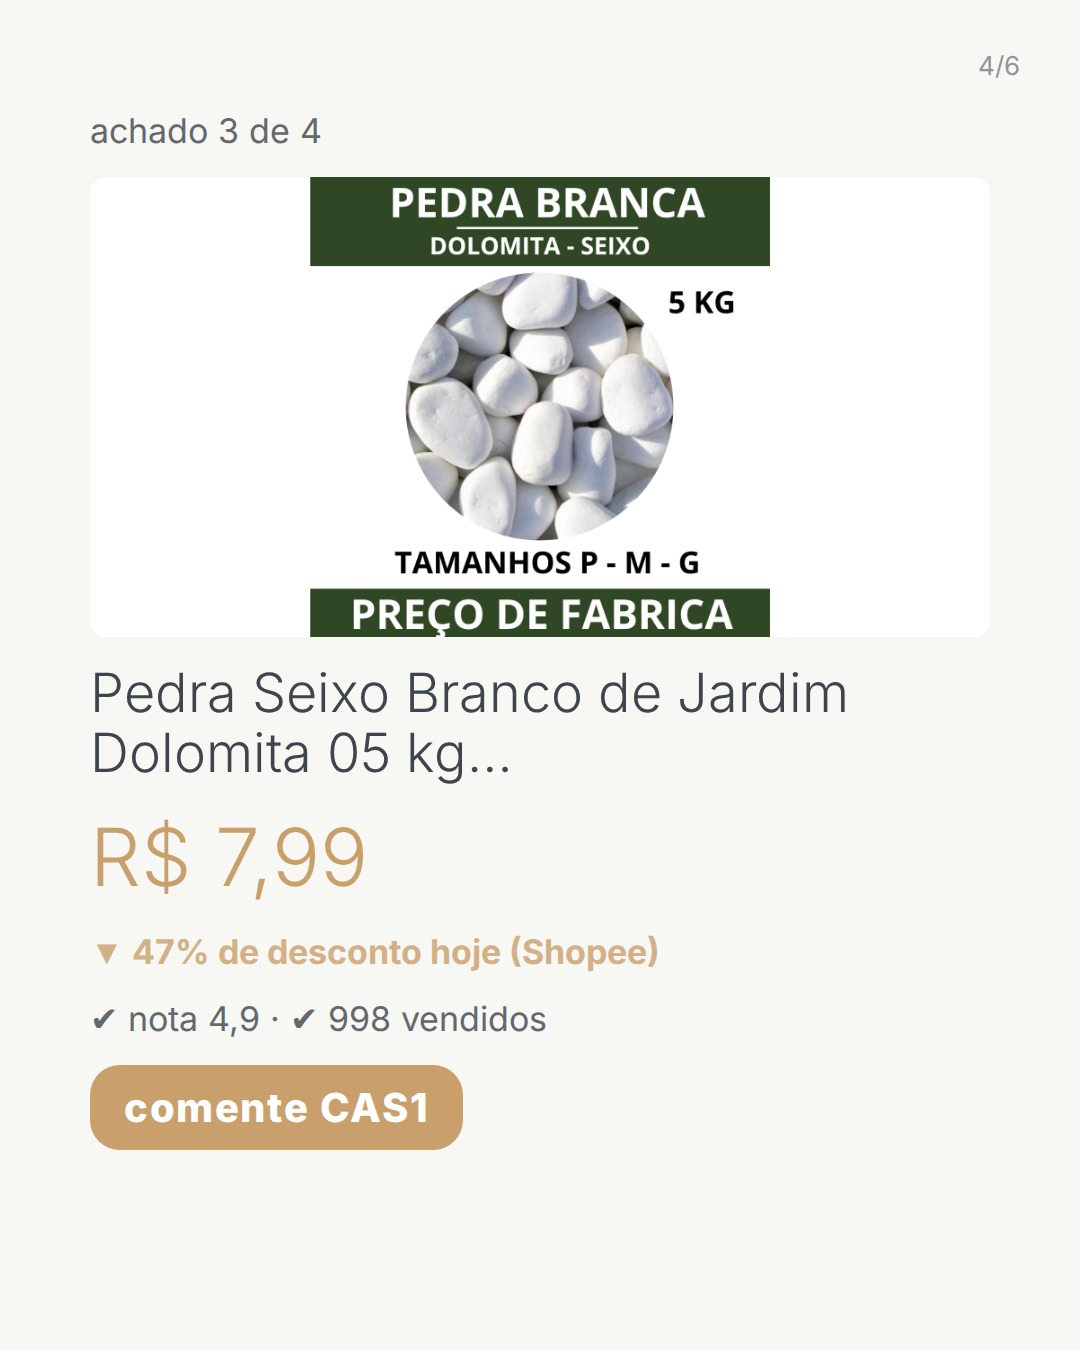 4/6
achado 3 de 4
PEDRA BRANCA
DOLOMITA - SEIXO
5 KG
TAMANHOS P - M - G
PREÇO DE FABRICA
Pedra Seixo Branco de Jardim
Dolomita 05 kg...
R$ 7,99
▼ 47% de desconto hoje (Shopee)
✔ nota 4,9 · ✔ 998 vendidos
comente CAS1